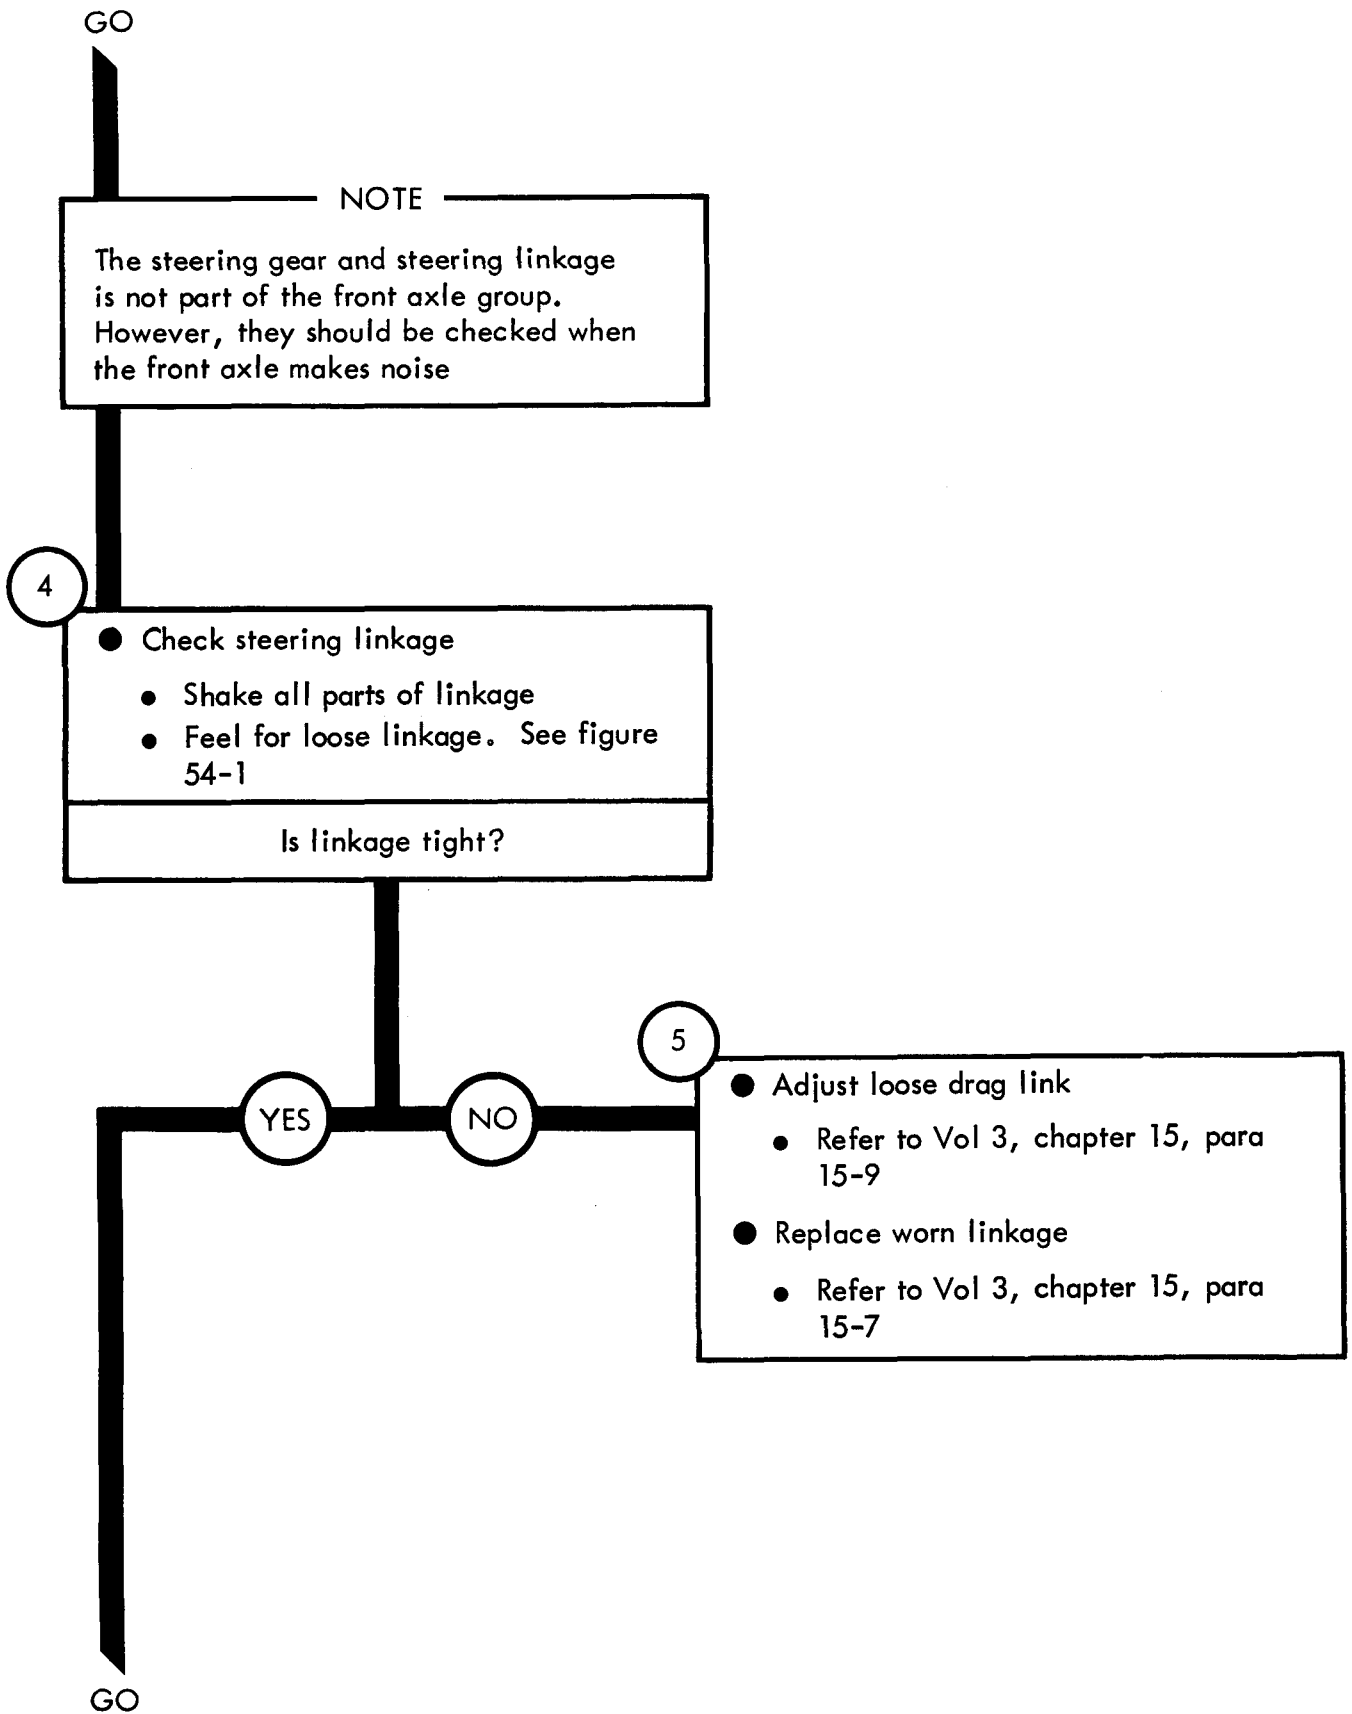 GO
NOTE
The steering gear and steering linkage
is not part of the front axle group.
However, they should be checked when
the front axle makes noise
4
● Check steering linkage
● Shake all parts of linkage
● Feel for loose linkage. See figure
54-1
Is linkage tight?
YES
NO
5
● Adjust loose drag link
● Refer to Vol 3, chapter 15, para
15-9
● Replace worn linkage
● Refer to Vol 3, chapter 15, para
15-7
GO